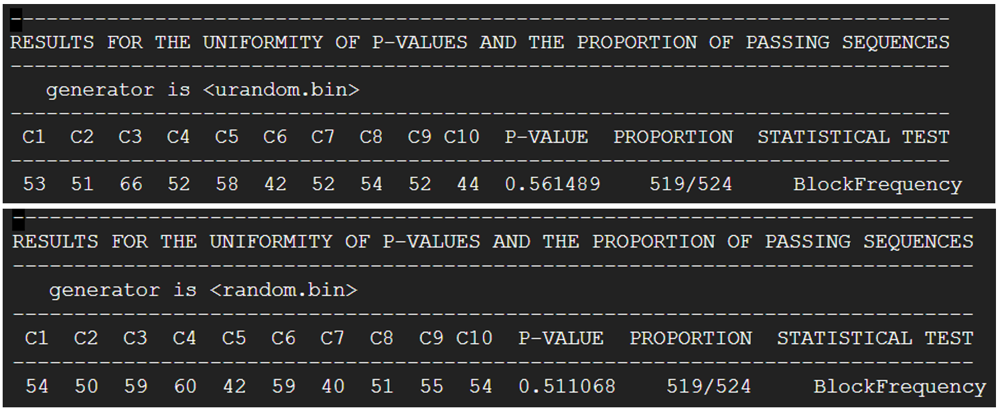 ------------------------------------------------------------------------------
RESULTS FOR THE UNIFORMITY OF P-VALUES AND THE PROPORTION OF PASSING SEQUENCES
------------------------------------------------------------------------------
generator is <urandom.bin>
------------------------------------------------------------------------------
C1 C2 C3 C4 C5 C6 C7 C8 C9 C10 P-VALUE PROPORTION STATISTICAL TEST
------------------------------------------------------------------------------
53 51 66 52 58 42 52 54 52 44 0.561489 519/524 BlockFrequency
------------------------------------------------------------------------------
RESULTS FOR THE UNIFORMITY OF P-VALUES AND THE PROPORTION OF PASSING SEQUENCES
------------------------------------------------------------------------------
generator is <random.bin>
------------------------------------------------------------------------------
C1 C2 C3 C4 C5 C6 C7 C8 C9 C10 P-VALUE PROPORTION STATISTICAL TEST
------------------------------------------------------------------------------
54 50 59 60 42 59 40 51 55 54 0.511068 519/524 BlockFrequency